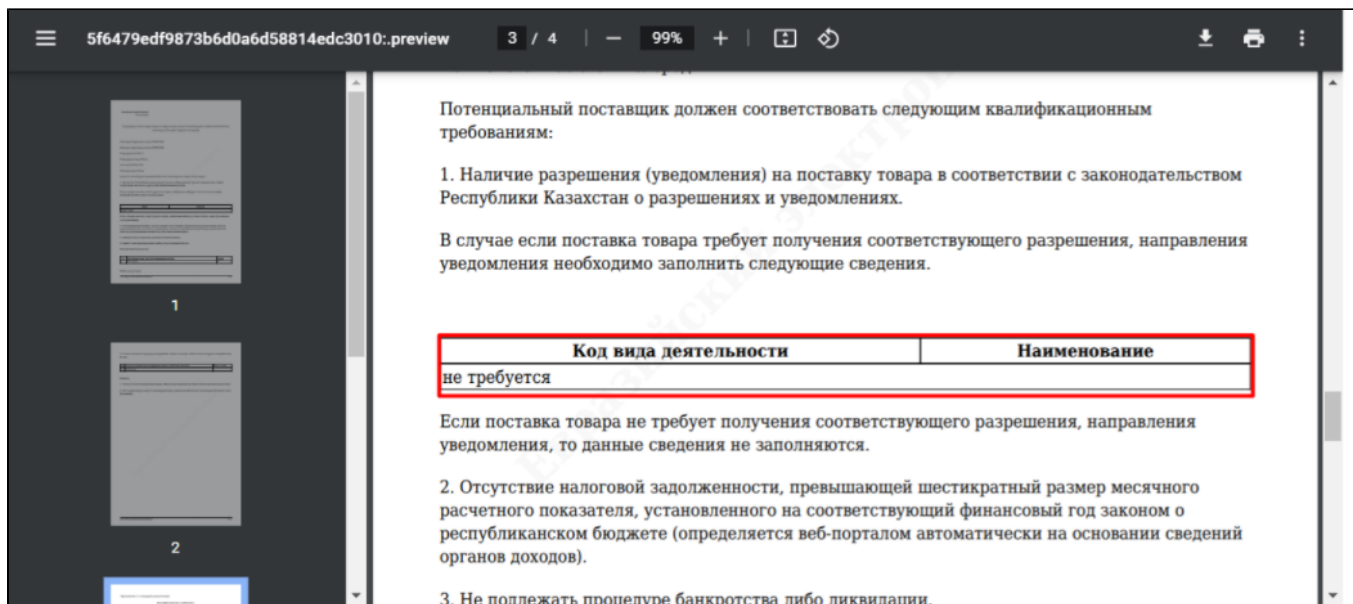 5f6479edf9873b6d0a6d58814edc3010:.preview 3 / 4 99%
Потенциальный поставщик должен соответствовать следующим квалификационным
требованиям:
1. Наличие разрешения (уведомления) на поставку товара в соответствии с законодательством
Республики Казахстан о разрешениях и уведомлениях.
В случае если поставка товара требует получения соответствующего разрешения, направления
уведомления необходимо заполнить следующие сведения.
Код вида деятельности Наименование
не требуется
Если поставка товара не требует получения соответствующего разрешения, направления
уведомления, то данные сведения не заполняются.
2. Отсутствие налоговой задолженности, превышающей шестикратный размер месячного
расчетного показателя, установленного на соответствующий финансовый год законом о
республиканском бюджете (определяется веб-порталом автоматически на основании сведений
органов доходов).
3. Не подлежать процедуре банкротства либо ликвидации.
1
2